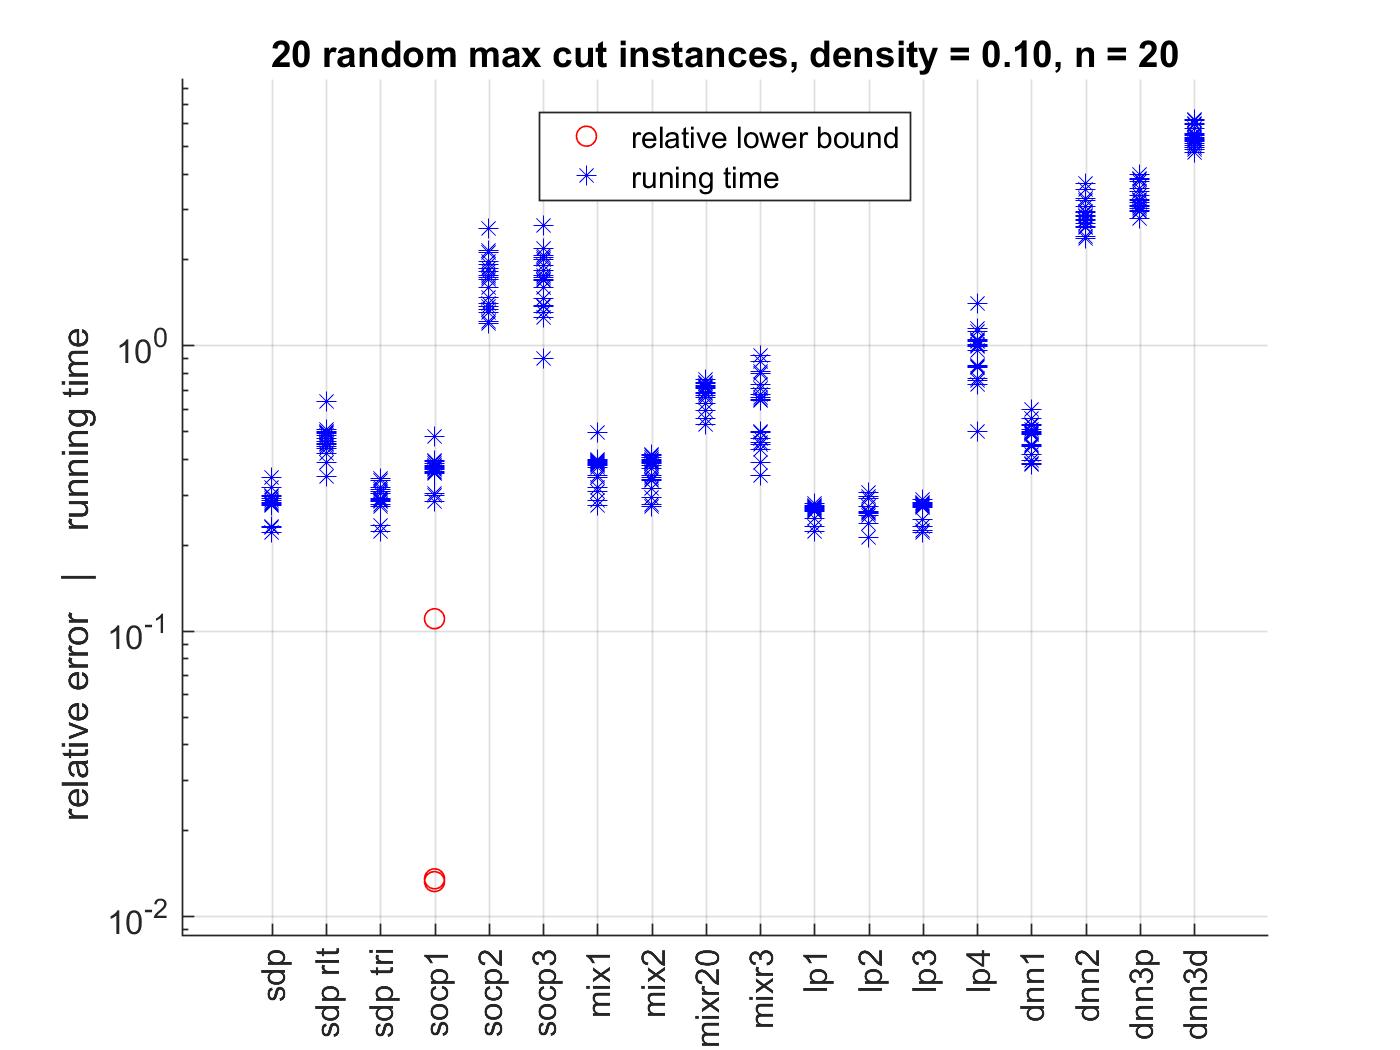 20 random max cut instances, density = 0.10, n = 20
relative lower bound
runing time
relative error | running time
10^0
10^-1
10^-2
sdp
sdp rlt
sdp tri
socp1
socp2
socp3
mix1
mix2
mixr20
mixr3
lp1
lp2
lp3
lp4
dnn1
dnn2
dnn3p
dnn3d